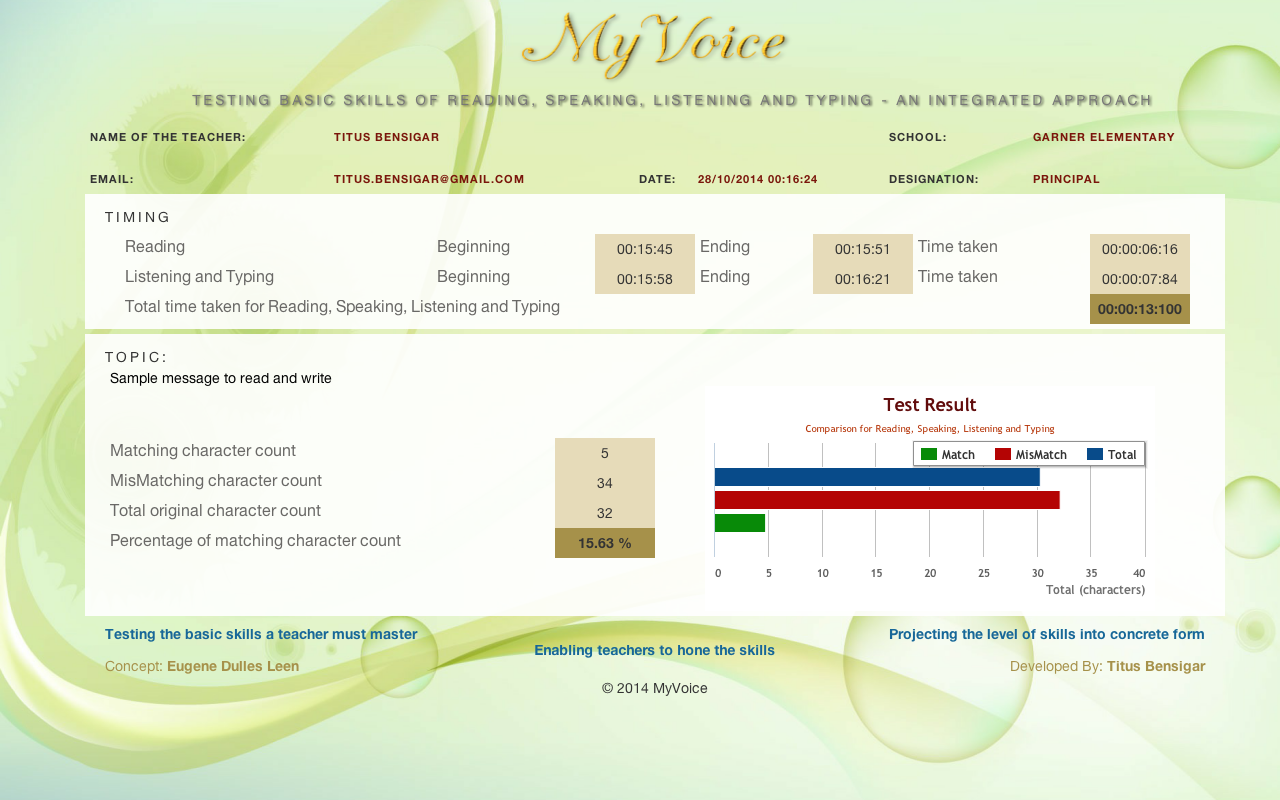 MyVoice
TESTING BASIC SKILLS OF READING, SPEAKING, LISTENING AND TYPING - AN INTEGRATED APPROACH
NAME OF THE TEACHER: TITUS BENSIGAR SCHOOL: GARNER ELEMENTARY
EMAIL: TITUS.BENSIGAR@GMAIL.COM DATE: 28/10/2014 00:16:24 DESIGNATION: PRINCIPAL
TIMING
Reading Beginning 00:15:45 Ending 00:15:51 Time taken 00:00:06:16
Listening and Typing Beginning 00:15:58 Ending 00:16:21 Time taken 00:00:07:84
Total time taken for Reading, Speaking, Listening and Typing 00:00:13:100
TOPIC:
Sample message to read and write
Matching character count 5
MisMatching character count 34
Total original character count 32
Percentage of matching character count 15.63 %
Test Result
Comparison for Reading, Speaking, Listening and Typing
Match MisMatch Total
0 5 10 15 20 25 30 35 40
Total (characters)
Testing the basic skills a teacher must master
Enabling teachers to hone the skills
Projecting the level of skills into concrete form
Concept: Eugene Dulles Leen
Developed By: Titus Bensigar
© 2014 MyVoice